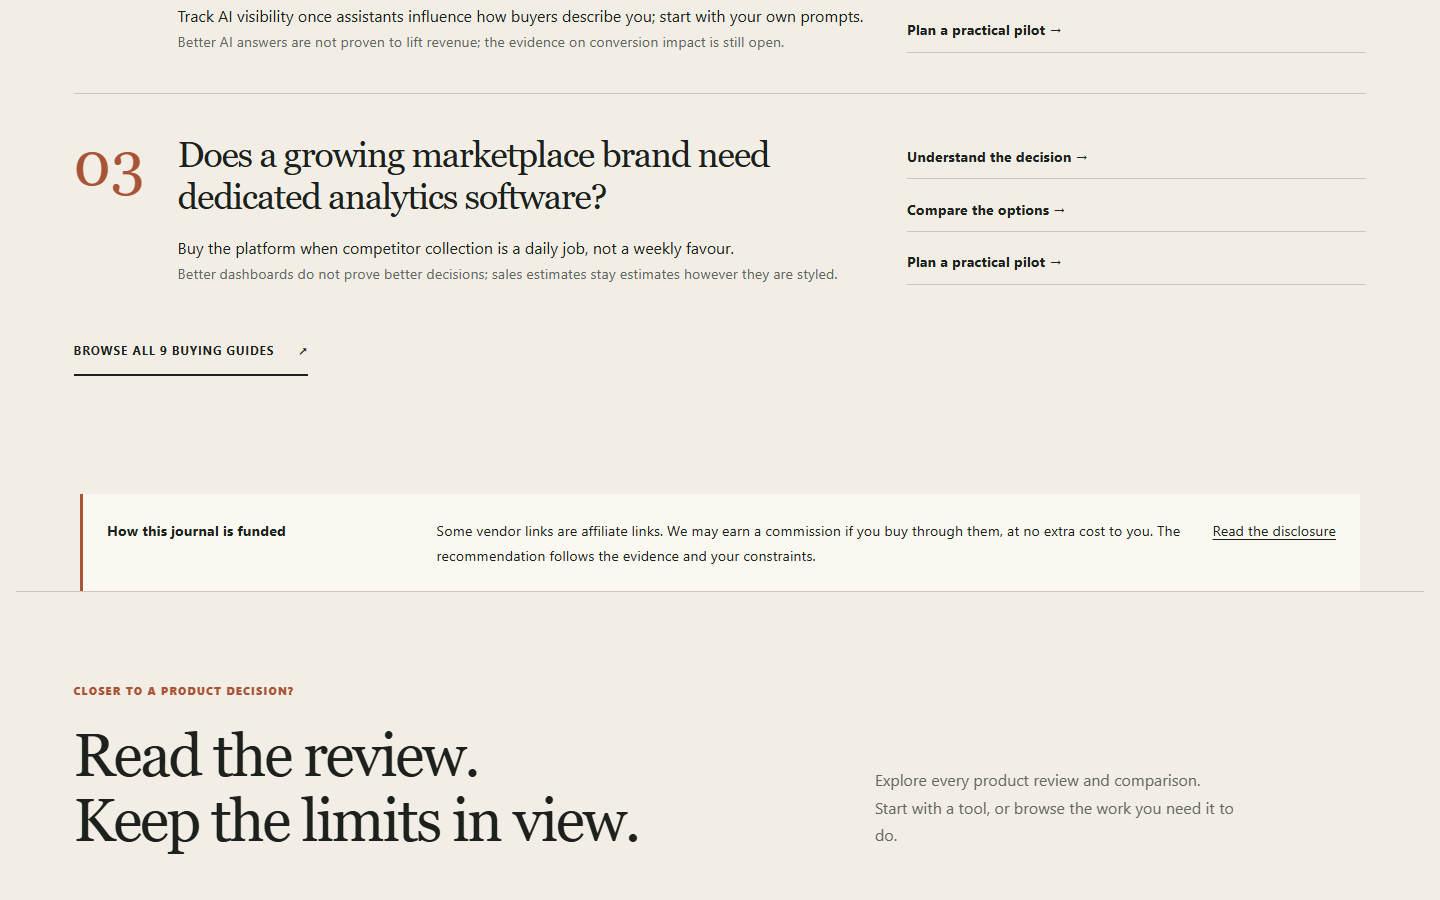 Track AI visibility once assistants influence how buyers describe you; start with your own prompts.
Better AI answers are not proven to lift revenue; the evidence on conversion impact is still open.
Plan a practical pilot →
03
Does a growing marketplace brand need
dedicated analytics software?
Buy the platform when competitor collection is a daily job, not a weekly favour.
Better dashboards do not prove better decisions; sales estimates stay estimates however they are styled.
Understand the decision →
Compare the options →
Plan a practical pilot →
BROWSE ALL 9 BUYING GUIDES ↗
How this journal is funded
Some vendor links are affiliate links. We may earn a commission if you buy through them, at no extra cost to you. The
recommendation follows the evidence and your constraints.
Read the disclosure
CLOSER TO A PRODUCT DECISION?
Read the review.
Keep the limits in view.
Explore every product review and comparison.
Start with a tool, or browse the work you need it to
do.